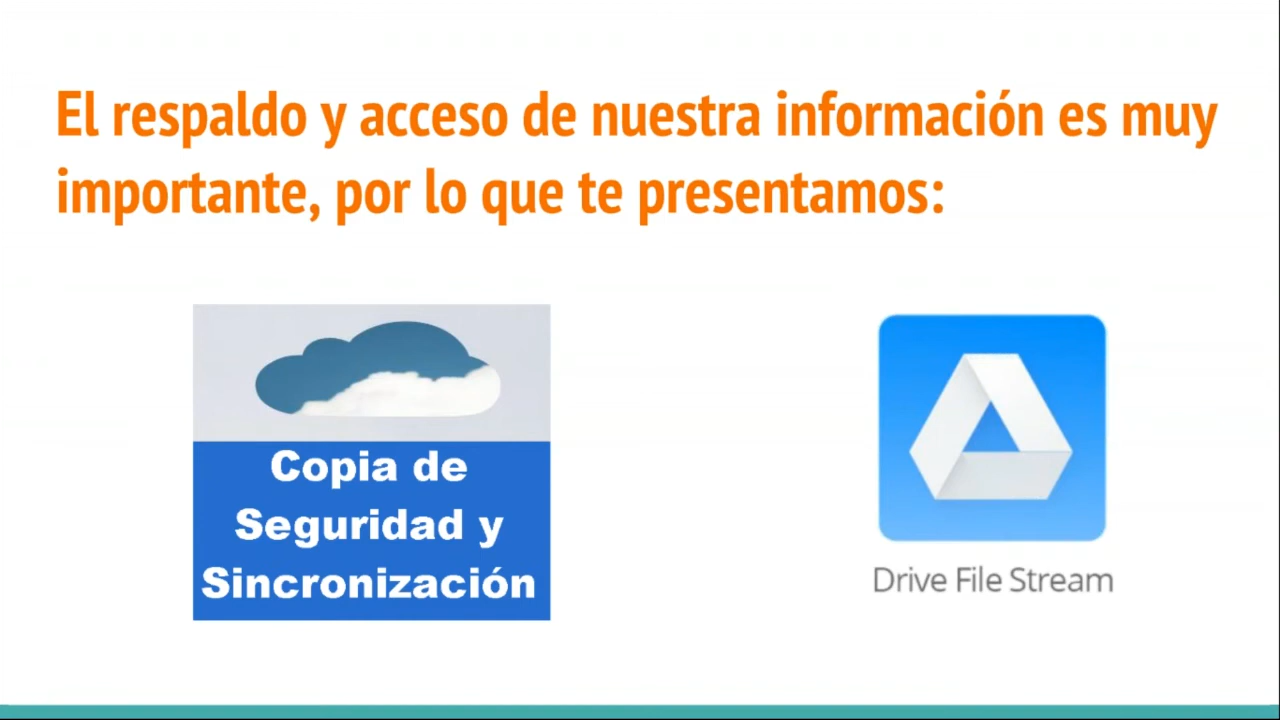 El respaldo y acceso de nuestra información es muy
importante, por lo que te presentamos:
Copia de
Seguridad y
Sincronización
Drive File Stream